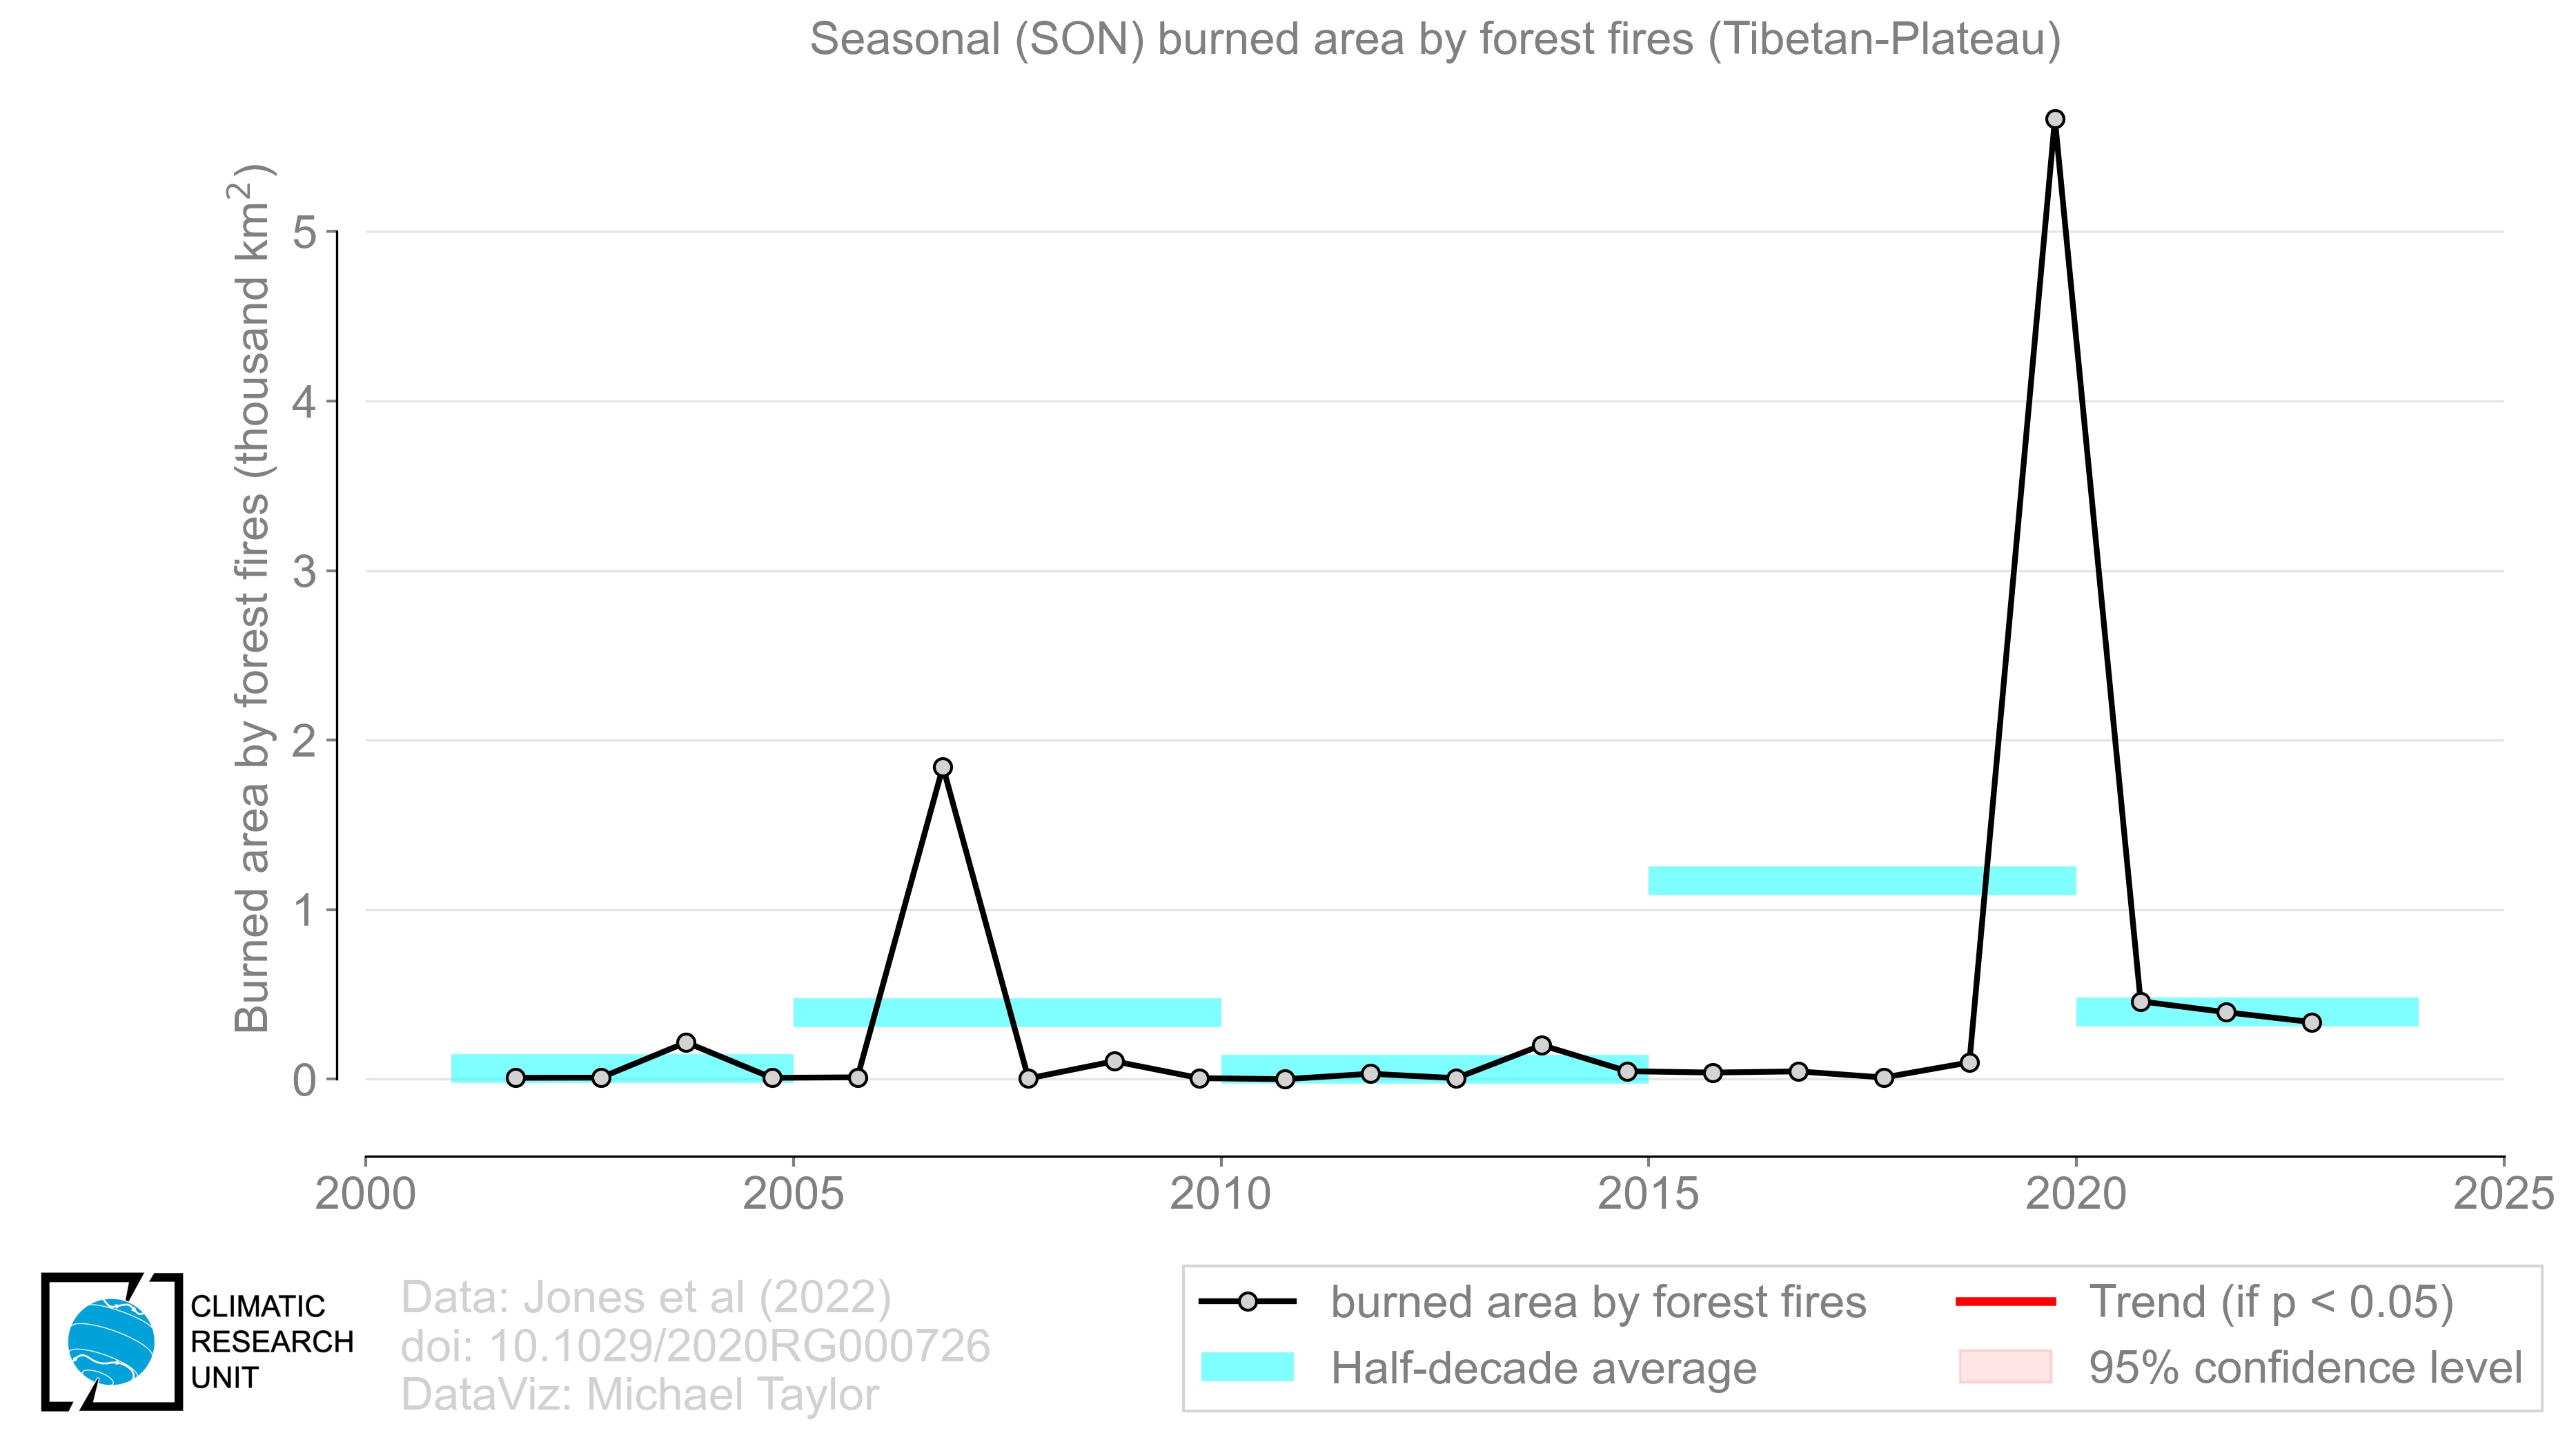 Seasonal (SON) burned area by forest fires (Tibetan-Plateau)
Burned area by forest fires (thousand km²)
5
4
3
2
1
0
2000 2005 2010 2015 2020 2025
CLIMATIC
RESEARCH
UNIT
Data: Jones et al (2022)
doi: 10.1029/2020RG000726
DataViz: Michael Taylor
burned area by forest fires
Half-decade average
Trend (if p < 0.05)
95% confidence level